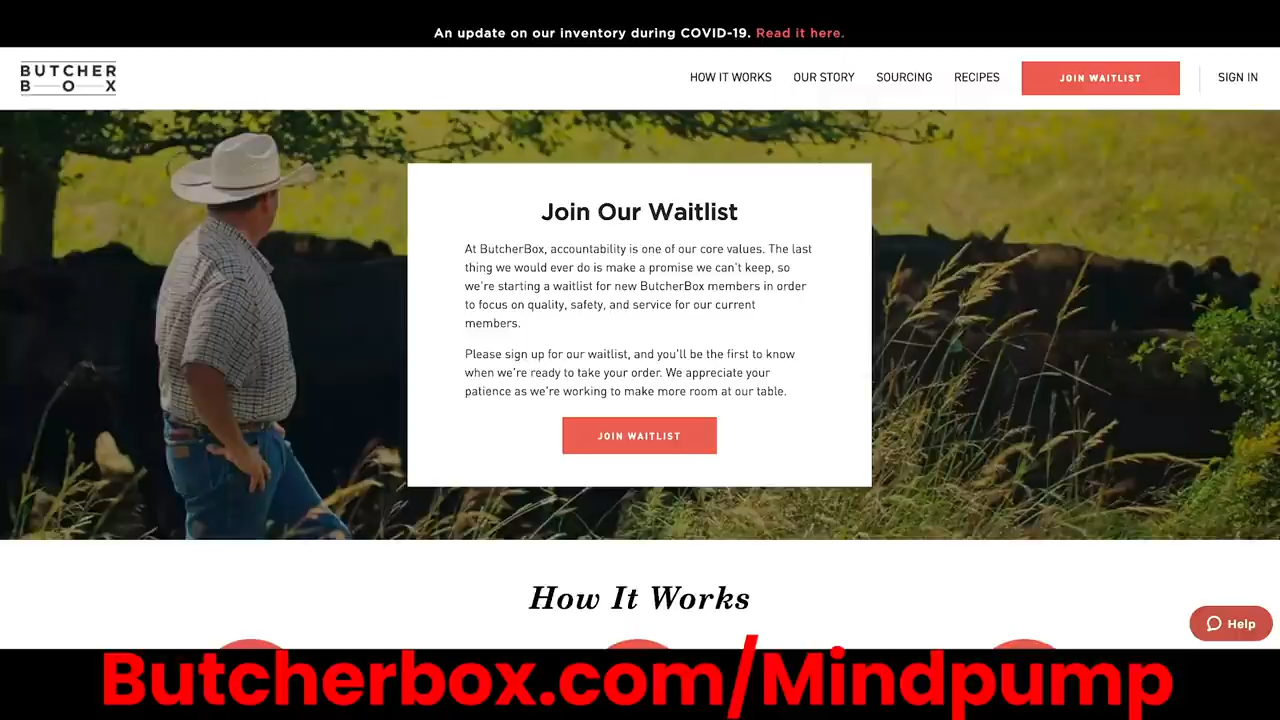 An update on our inventory during COVID-19. Read it here.
BUTCHER
BOX
HOW IT WORKS OUR STORY SOURCING RECIPES JOIN WAITLIST SIGN IN
Join Our Waitlist
At ButcherBox, accountability is one of our core values. The last
thing we would ever do is make a promise we can't keep, so
we're starting a waitlist for new ButcherBox members in order
to focus on quality, safety, and service for our current
members.
Please sign up for our waitlist, and you'll be the first to know
when we're ready to take your order. We appreciate your
patience as we're working to make more room at our table.
JOIN WAITLIST
How It Works
Help
Butcherbox.com/Mindpump